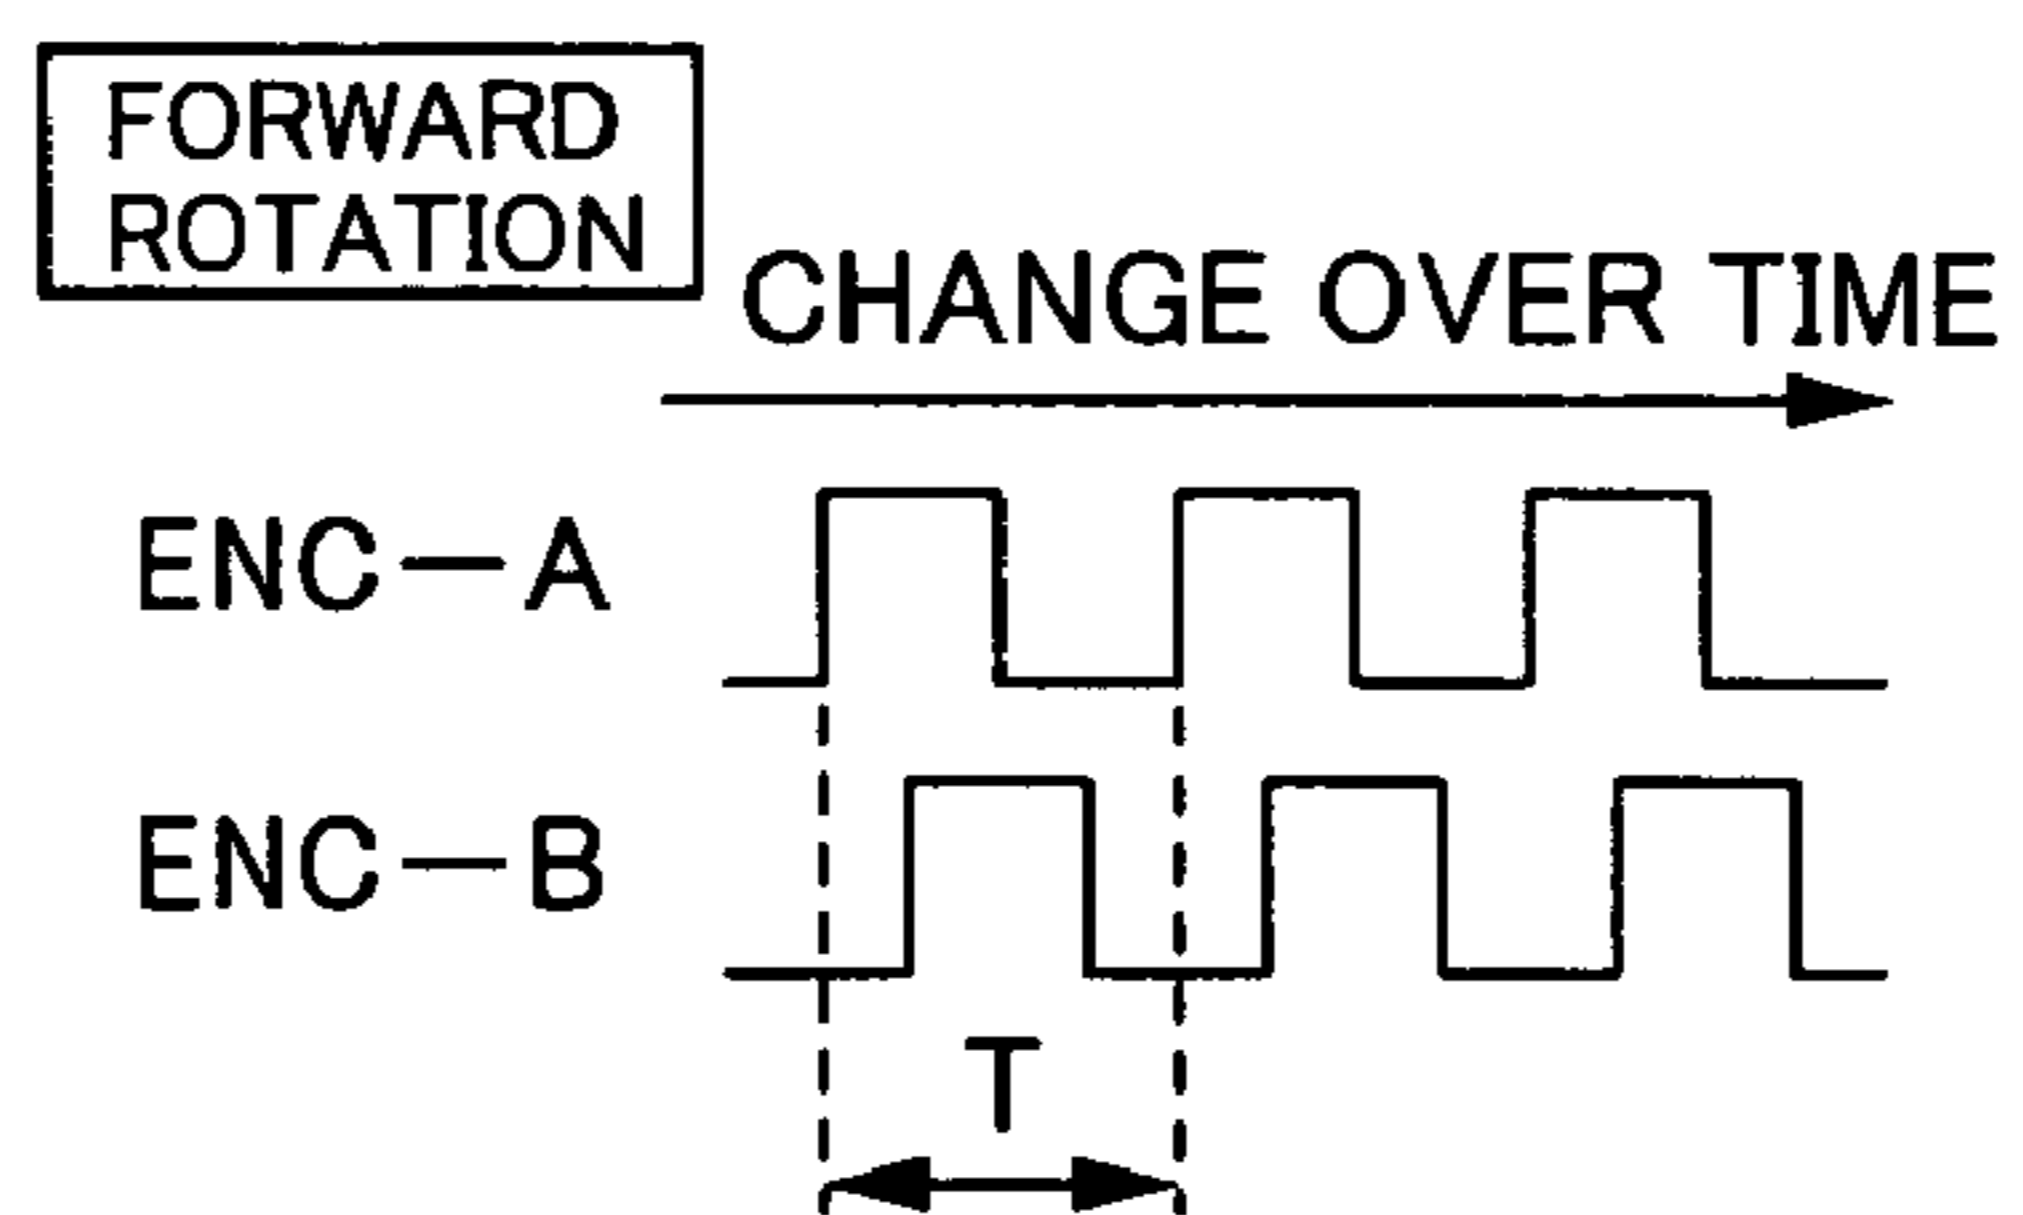 FORWARD
ROTATION
CHANGE OVER TIME
ENC-A
ENC-B
T